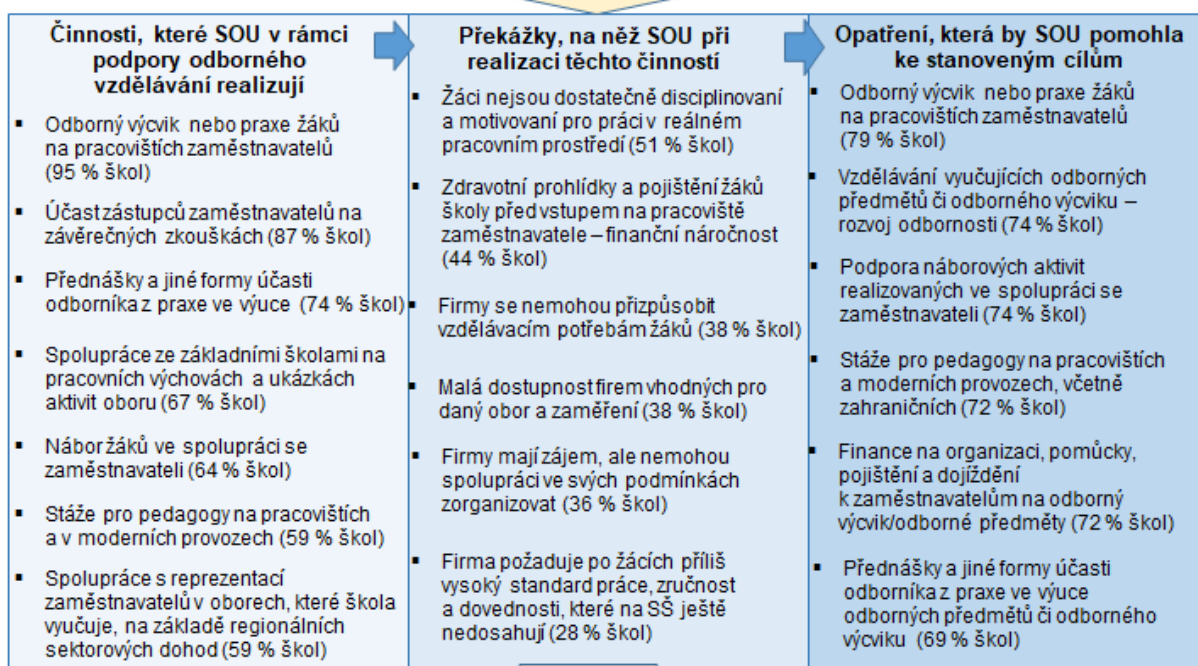 Činnosti, které SOU v rámci
podpory odborného
vzdělávání realizují
▪ Odborný výcvik nebo praxe žáků
na pracovištích zaměstnavatelů
(95 % škol)
▪ Účast zástupců zaměstnavatelů na
závěrečných zkouškách (87 % škol)
▪ Přednášky a jiné formy účasti
odborníka z praxe ve výuce (74 % škol)
▪ Spolupráce ze základními školami na
pracovních výchovách a ukázkách
aktivit oboru (67 % škol)
▪ Nábor žáků ve spolupráci se
zaměstnavateli (64 % škol)
▪ Stáže pro pedagogy na pracovištích
a v moderních provozech (59 % škol)
▪ Spolupráce s reprezentací
zaměstnavatelů v oborech, které škola
vyučuje, na základě regionálních
sektorových dohod (59 % škol)
Překážky, na něž SOU při
realizaci těchto činností
▪ Žáci nejsou dostatečně disciplinovaní
a motivovaní pro práci v reálném
pracovním prostředí (51 % škol)
▪ Zdravotní prohlídky a pojištění žáků
školy před vstupem na pracoviště
zaměstnavatele – finanční náročnost
(44 % škol)
▪ Firmy se nemohou přizpůsobit
vzdělávacím potřebám žáků (38 % škol)
▪ Malá dostupnost firem vhodných pro
daný obor a zaměření (38 % škol)
▪ Firmy mají zájem, ale nemohou
spolupráci ve svých podmínkách
zorganizovat (36 % škol)
▪ Firma požaduje po žácích příliš
vysoký standard práce, zručnost
a dovednosti, které na SŠ ještě
nedosahují (28 % škol)
Opatření, která by SOU pomohla
ke stanoveným cílům
▪ Odborný výcvik nebo praxe žáků
na pracovištích zaměstnavatelů
(79 % škol)
▪ Vzdělávání vyučujících odborných
předmětů či odborného výcviku –
rozvoj odbornosti (74 % škol)
▪ Podpora náborových aktivit
realizovaných ve spolupráci se
zaměstnavateli (74 % škol)
▪ Stáže pro pedagogy na pracovištích
a moderních provozech, včetně
zahraničních (72 % škol)
▪ Finance na organizaci, pomůcky,
pojištění a dojíždění
k zaměstnavatelům na odborný
výcvik/odborné předměty (72 % škol)
▪ Přednášky a jiné formy účasti
odborníka z praxe ve výuce
odborných předmětů či odborného
výcviku (69 % škol)